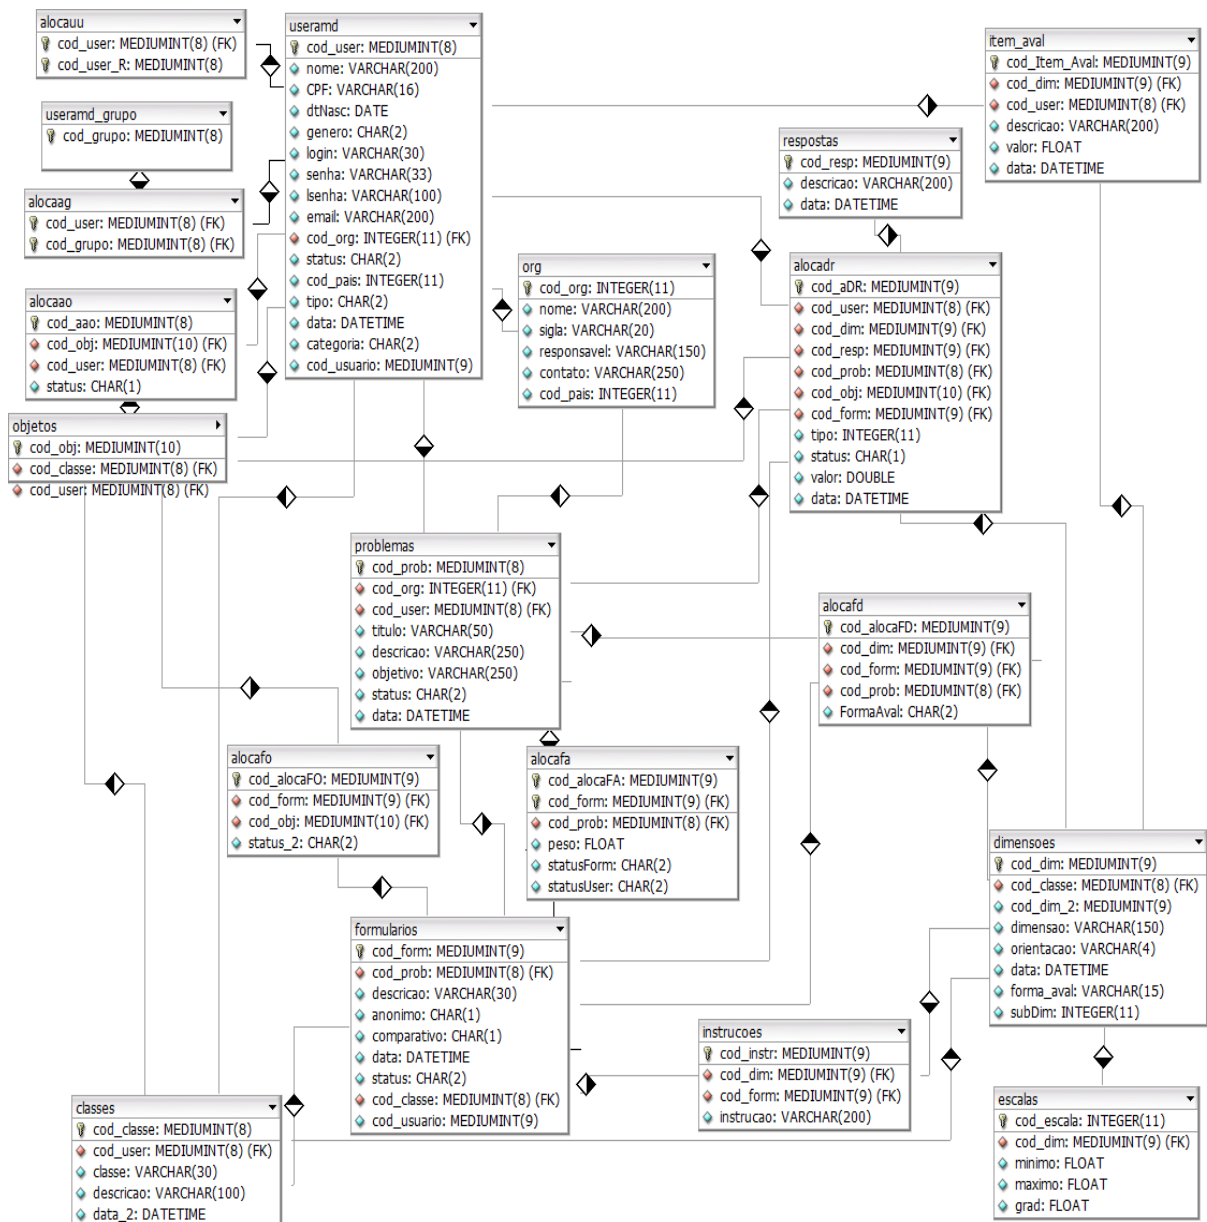 alocauu
cod_user: MEDIUMINT(8) (FK)
cod_user_R: MEDIUMINT(8)
useramd_grupo
cod_grupo: MEDIUMINT(8)
alocaag
cod_user: MEDIUMINT(8) (FK)
cod_grupo: MEDIUMINT(8) (FK)
alocaao
cod_aao: MEDIUMINT(8)
cod_obj: MEDIUMINT(10) (FK)
cod_user: MEDIUMINT(8) (FK)
status: CHAR(1)
objetos
cod_obj: MEDIUMINT(10)
cod_classe: MEDIUMINT(8) (FK)
cod_user: MEDIUMINT(8) (FK)
useramd
cod_user: MEDIUMINT(8)
nome: VARCHAR(200)
CPF: VARCHAR(16)
dtNasc: DATE
genero: CHAR(2)
login: VARCHAR(30)
senha: VARCHAR(33)
lsenha: VARCHAR(100)
email: VARCHAR(200)
cod_org: INTEGER(11) (FK)
status: CHAR(2)
cod_pais: INTEGER(11)
tipo: CHAR(2)
data: DATETIME
categoria: CHAR(2)
cod_usuario: MEDIUMINT(9)
org
cod_org: INTEGER(11)
nome: VARCHAR(200)
sigla: VARCHAR(20)
responsavel: VARCHAR(150)
contato: VARCHAR(250)
cod_pais: INTEGER(11)
item_aval
cod_Item_Aval: MEDIUMINT(9)
cod_dim: MEDIUMINT(9) (FK)
cod_user: MEDIUMINT(8) (FK)
descricao: VARCHAR(200)
valor: FLOAT
data: DATETIME
respostas
cod_resp: MEDIUMINT(9)
descricao: VARCHAR(200)
data: DATETIME
alocadr
cod_aDR: MEDIUMINT(9)
cod_user: MEDIUMINT(8) (FK)
cod_dim: MEDIUMINT(9) (FK)
cod_resp: MEDIUMINT(9) (FK)
cod_prob: MEDIUMINT(8) (FK)
cod_obj: MEDIUMINT(10) (FK)
cod_form: MEDIUMINT(9) (FK)
tipo: INTEGER(11)
status: CHAR(1)
valor: DOUBLE
data: DATETIME
problemas
cod_prob: MEDIUMINT(8)
cod_org: INTEGER(11) (FK)
cod_user: MEDIUMINT(8) (FK)
titulo: VARCHAR(50)
descricao: VARCHAR(250)
objetivo: VARCHAR(250)
status: CHAR(2)
data: DATETIME
alocafd
cod_alocaFD: MEDIUMINT(9)
cod_dim: MEDIUMINT(9) (FK)
cod_form: MEDIUMINT(9) (FK)
cod_prob: MEDIUMINT(8) (FK)
FormaAval: CHAR(2)
alocafo
cod_alocaFO: MEDIUMINT(9)
cod_form: MEDIUMINT(9) (FK)
cod_obj: MEDIUMINT(10) (FK)
status_2: CHAR(2)
alocafa
cod_alocaFA: MEDIUMINT(9)
cod_form: MEDIUMINT(9) (FK)
cod_prob: MEDIUMINT(8) (FK)
peso: FLOAT
statusForm: CHAR(2)
statusUser: CHAR(2)
dimensoes
cod_dim: MEDIUMINT(9)
cod_classe: MEDIUMINT(8) (FK)
cod_dim_2: MEDIUMINT(9)
dimensao: VARCHAR(150)
orientacao: VARCHAR(4)
data: DATETIME
forma_aval: VARCHAR(15)
subDim: INTEGER(11)
formularios
cod_form: MEDIUMINT(9)
cod_prob: MEDIUMINT(8) (FK)
descricao: VARCHAR(30)
anonimo: CHAR(1)
comparativo: CHAR(1)
data: DATETIME
status: CHAR(2)
cod_classe: MEDIUMINT(8) (FK)
cod_usuario: MEDIUMINT(9)
instrucoes
cod_instr: MEDIUMINT(9)
cod_dim: MEDIUMINT(9) (FK)
cod_form: MEDIUMINT(9) (FK)
instrucao: VARCHAR(200)
classes
cod_classe: MEDIUMINT(8)
cod_user: MEDIUMINT(8) (FK)
classe: VARCHAR(30)
descricao: VARCHAR(100)
data_2: DATETIME
escalas
cod_escala: INTEGER(11)
cod_dim: MEDIUMINT(9) (FK)
minimo: FLOAT
maximo: FLOAT
grad: FLOAT